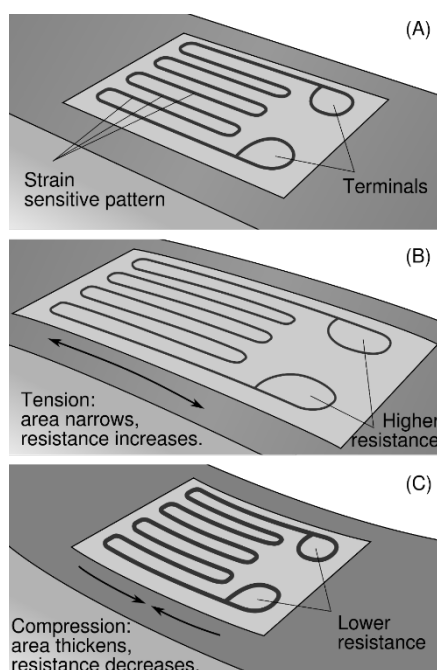 (A)
Strain
sensitive pattern
Terminals
(B)
Tension:
area narrows,
resistance increases.
Higher
resistance
(C)
Compression:
area thickens,
resistance decreases.
Lower
resistance